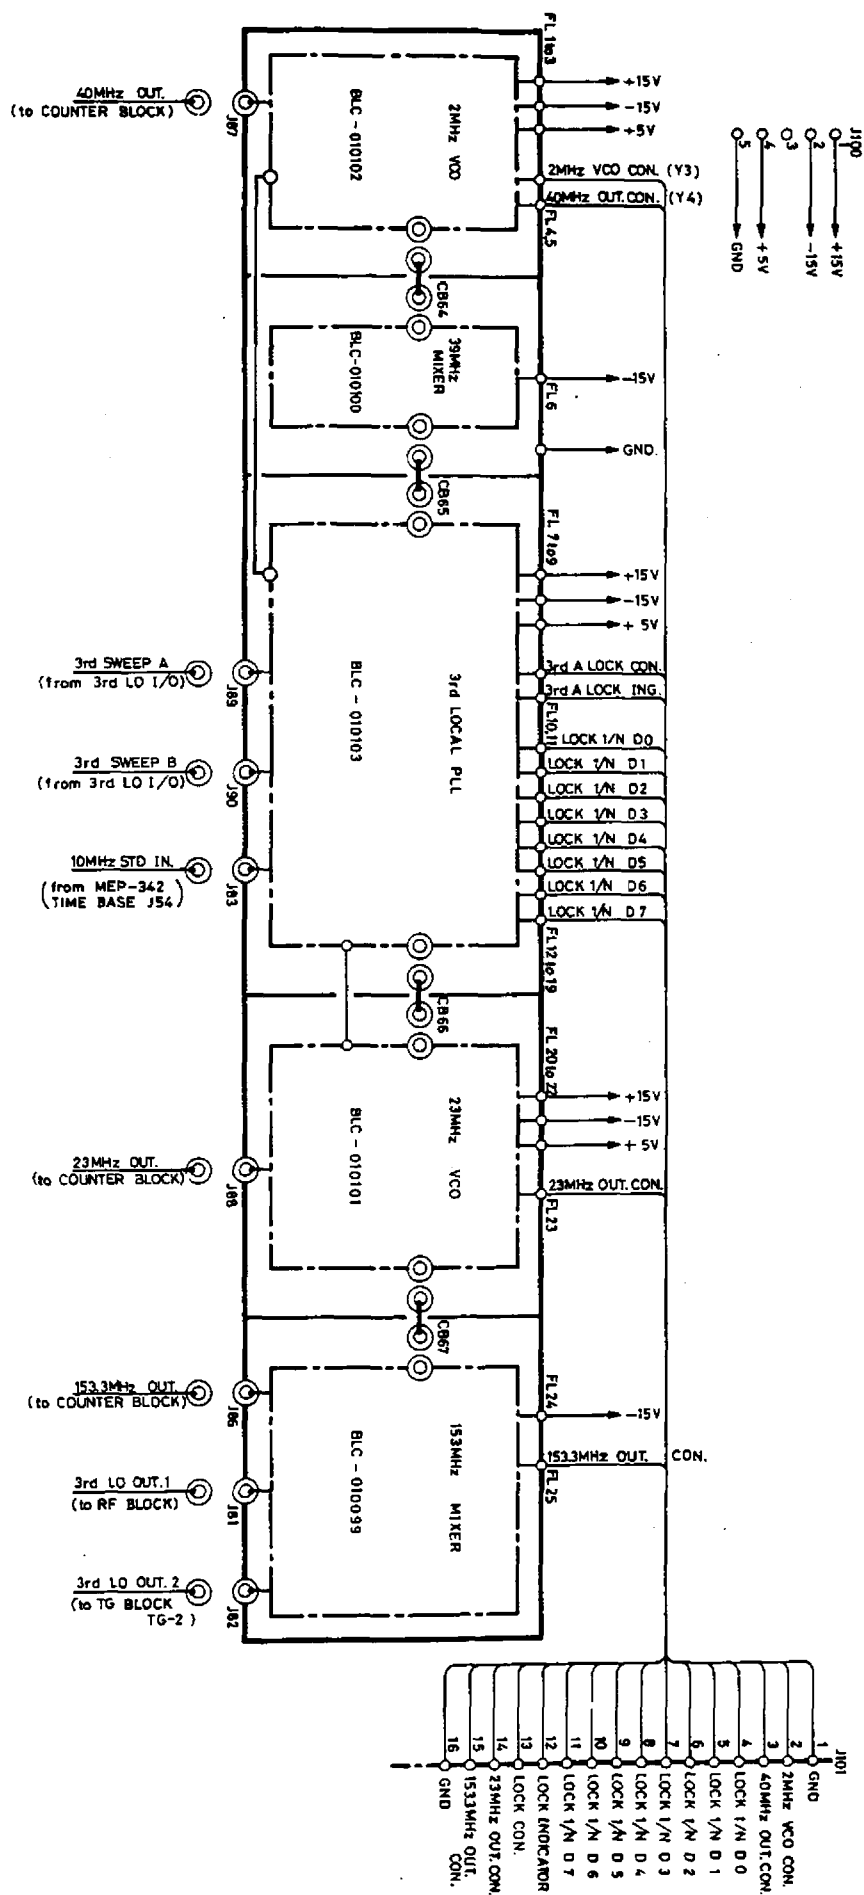 FL 1 to 3
+15V
-15V
+5V
2MHz VCO CON. (Y3)
40MHz OUT.CON. (Y4)
FL 4,5
J100
1
2
3
4
5
+15V
-15V
+5V
GND
40MHz OUT.
(to COUNTER BLOCK)
J87
2MHz VCO
BLC-010102
CB64
39MHz
MIXER
BLC-010100
FL6
-15V
GND.
CB65
FL 7 to 9
+15V
-15V
+ 5V
3rd A LOCK CON.
3rd A LOCK ING.
FL10,11
LOCK 1/N D0
LOCK 1/N D1
LOCK 1/N D2
LOCK 1/N D3
LOCK 1/N D4
LOCK 1/N D5
LOCK 1/N D6
LOCK 1/N D7
FL12 to 19
3rd LOCAL PLL
BLC-010103
3rd SWEEP A
(from 3rd LO I/O)
J89
3rd SWEEP B
(from 3rd LO I/O)
J90
10MHz STD IN.
(from MEP-342
TIME BASE J54)
J83
CB66
FL 20 to 22
+15V
-15V
+ 5V
23MHz OUT.CON.
FL23
23MHz VCO
BLC-010101
23MHz OUT.
(to COUNTER BLOCK)
J88
CB67
FL24
-15V
153.3MHz OUT. CON.
FL25
153MHz MIXER
BLC-010099
153.3MHz OUT.
(to COUNTER BLOCK)
J86
3rd LO OUT.1
(to RF BLOCK)
J81
3rd LO OUT.2
(to TG BLOCK
TG-2)
J82
J101
1 GND
2 2MHz VCO CON.
3 40MHz OUT.CON.
4 LOCK 1/N D0
5 LOCK 1/N D1
6 LOCK 1/N D2
7 LOCK 1/N D3
8 LOCK 1/N D4
9 LOCK 1/N D5
10 LOCK 1/N D6
11 LOCK 1/N D7
12 LOCK INDICATOR
13 LOCK CON.
14 23MHz OUT.CON.
15 153.3MHz OUT.
CON.
16 GND